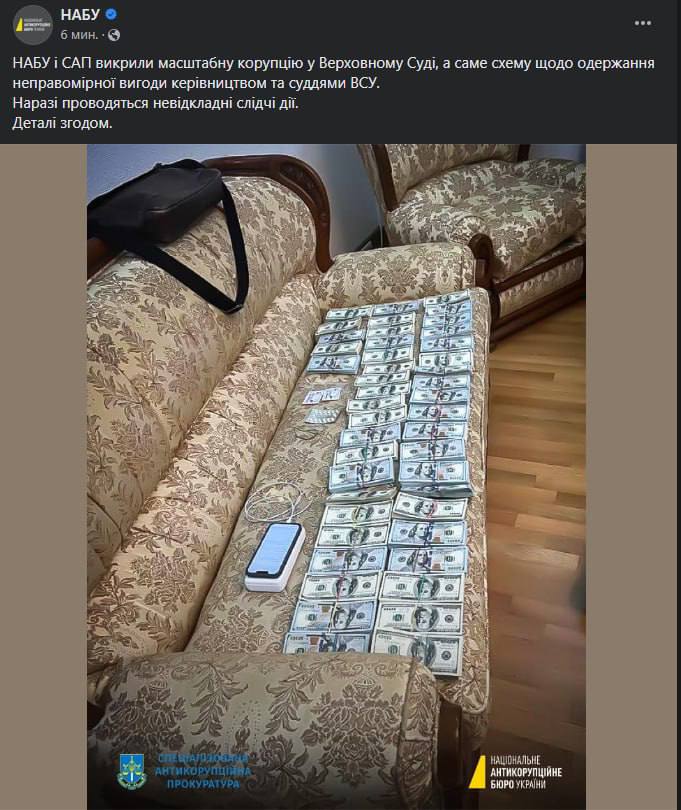 НАБУ
6 мин.
НАБУ і САП викрили масштабну корупцію у Верховному Суді, а саме схему щодо одержання
неправомірної вигоди керівництвом та суддями ВСУ.
Наразі проводяться невідкладні слідчі дії.
Деталі згодом.
СПЕЦІАЛІЗОВАНА
АНТИКОРУПЦІЙНА
ПРОКУРАТУРА
НАЦІОНАЛЬНЕ
АНТИКОРУПЦІЙНЕ
БЮРО УКРАЇНИ